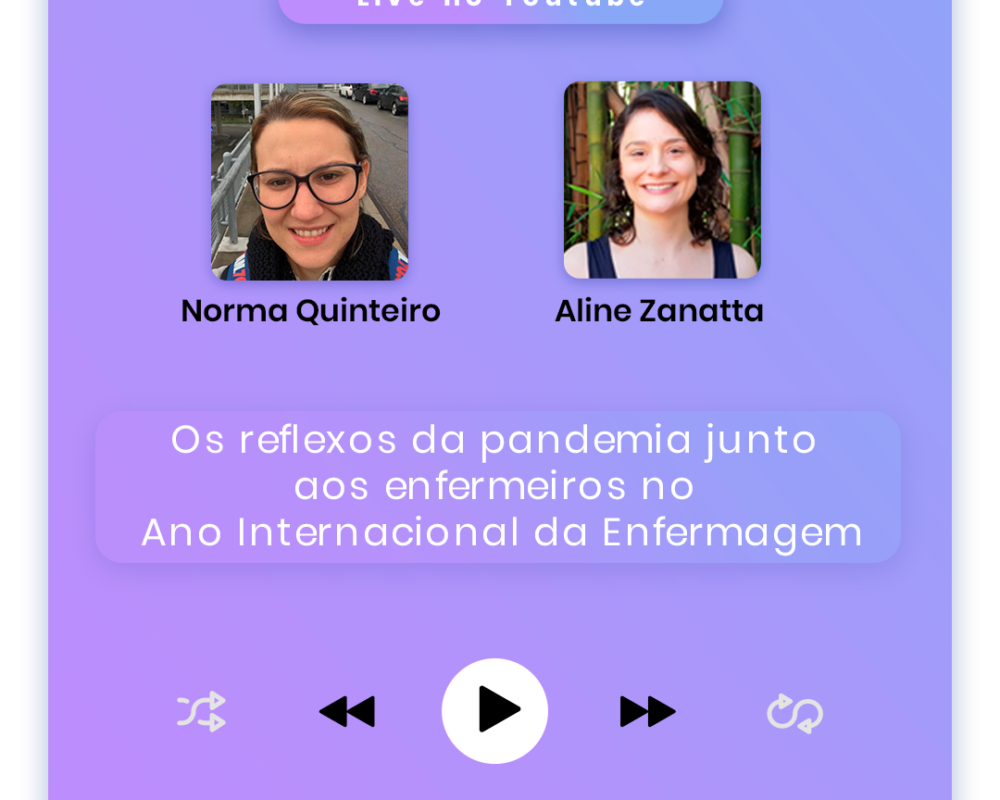 Live no Youtube
Norma Quinteiro
Aline Zanatta
Os reflexos da pandemia junto
aos enfermeiros no
Ano Internacional da Enfermagem